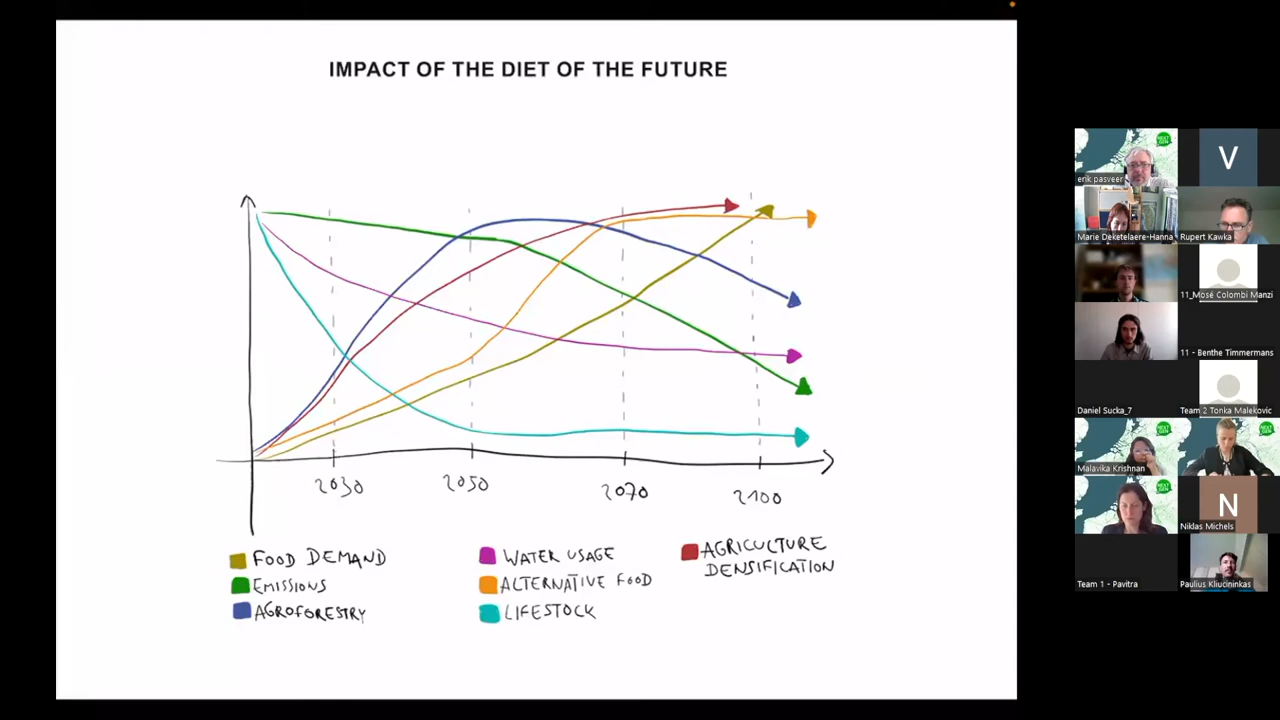 IMPACT OF THE DIET OF THE FUTURE
2030
2050
2070
2100
FOOD DEMAND
EMISSIONS
AGROFORESTRY
WATER USAGE
ALTERNATIVE FOOD
LIFESTOCK
AGRICULTURE
DENSIFICATION
erik pasveer
V
Marie Deketelaere-Hanna
Rupert Kawka
11_Mosé Colombi Manzi
11 - Benthe Timmermans
Daniel Sucka_7
Team 2 Tonka Malekovic
Malavika Krishnan
N
Niklas Michels
Team 1 - Pavitra
Paulius Kliucininkas